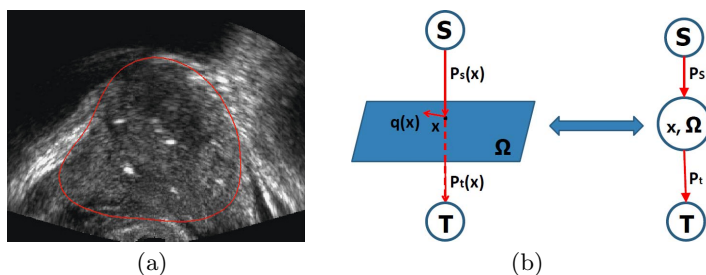 S
Pₛ(x)
q(x)
x
Ω
Pₜ(x)
T
S
Pₛ
x, Ω
Pₜ
T
(a)
(b)